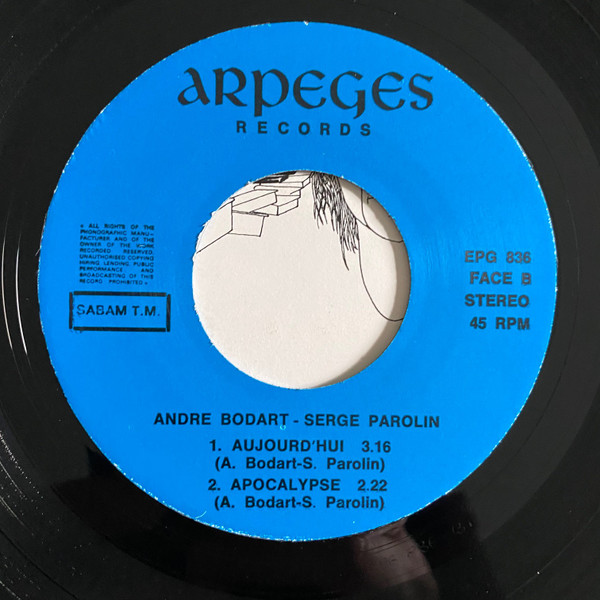 ARPEGES
RECORDS
« ALL RIGHTS OF THE
PHONOGRAPHIC MANU-
FACTURER AND OF THE
OWNER OF THE WORK
RECORDED RESERVED.
UNAUTHORISED COPYING
HIRING, LENDING, PUBLIC
PERFORMANCE AND
BROADCASTING OF THIS
RECORD PROHIBITED »
SABAM T.M.
EPG 836
FACE B
STEREO
45 RPM
ANDRE BODART - SERGE PAROLIN
1. AUJOURD'HUI 3.16
(A. Bodart-S. Parolin)
2. APOCALYPSE 2.22
(A. Bodart-S. Parolin)